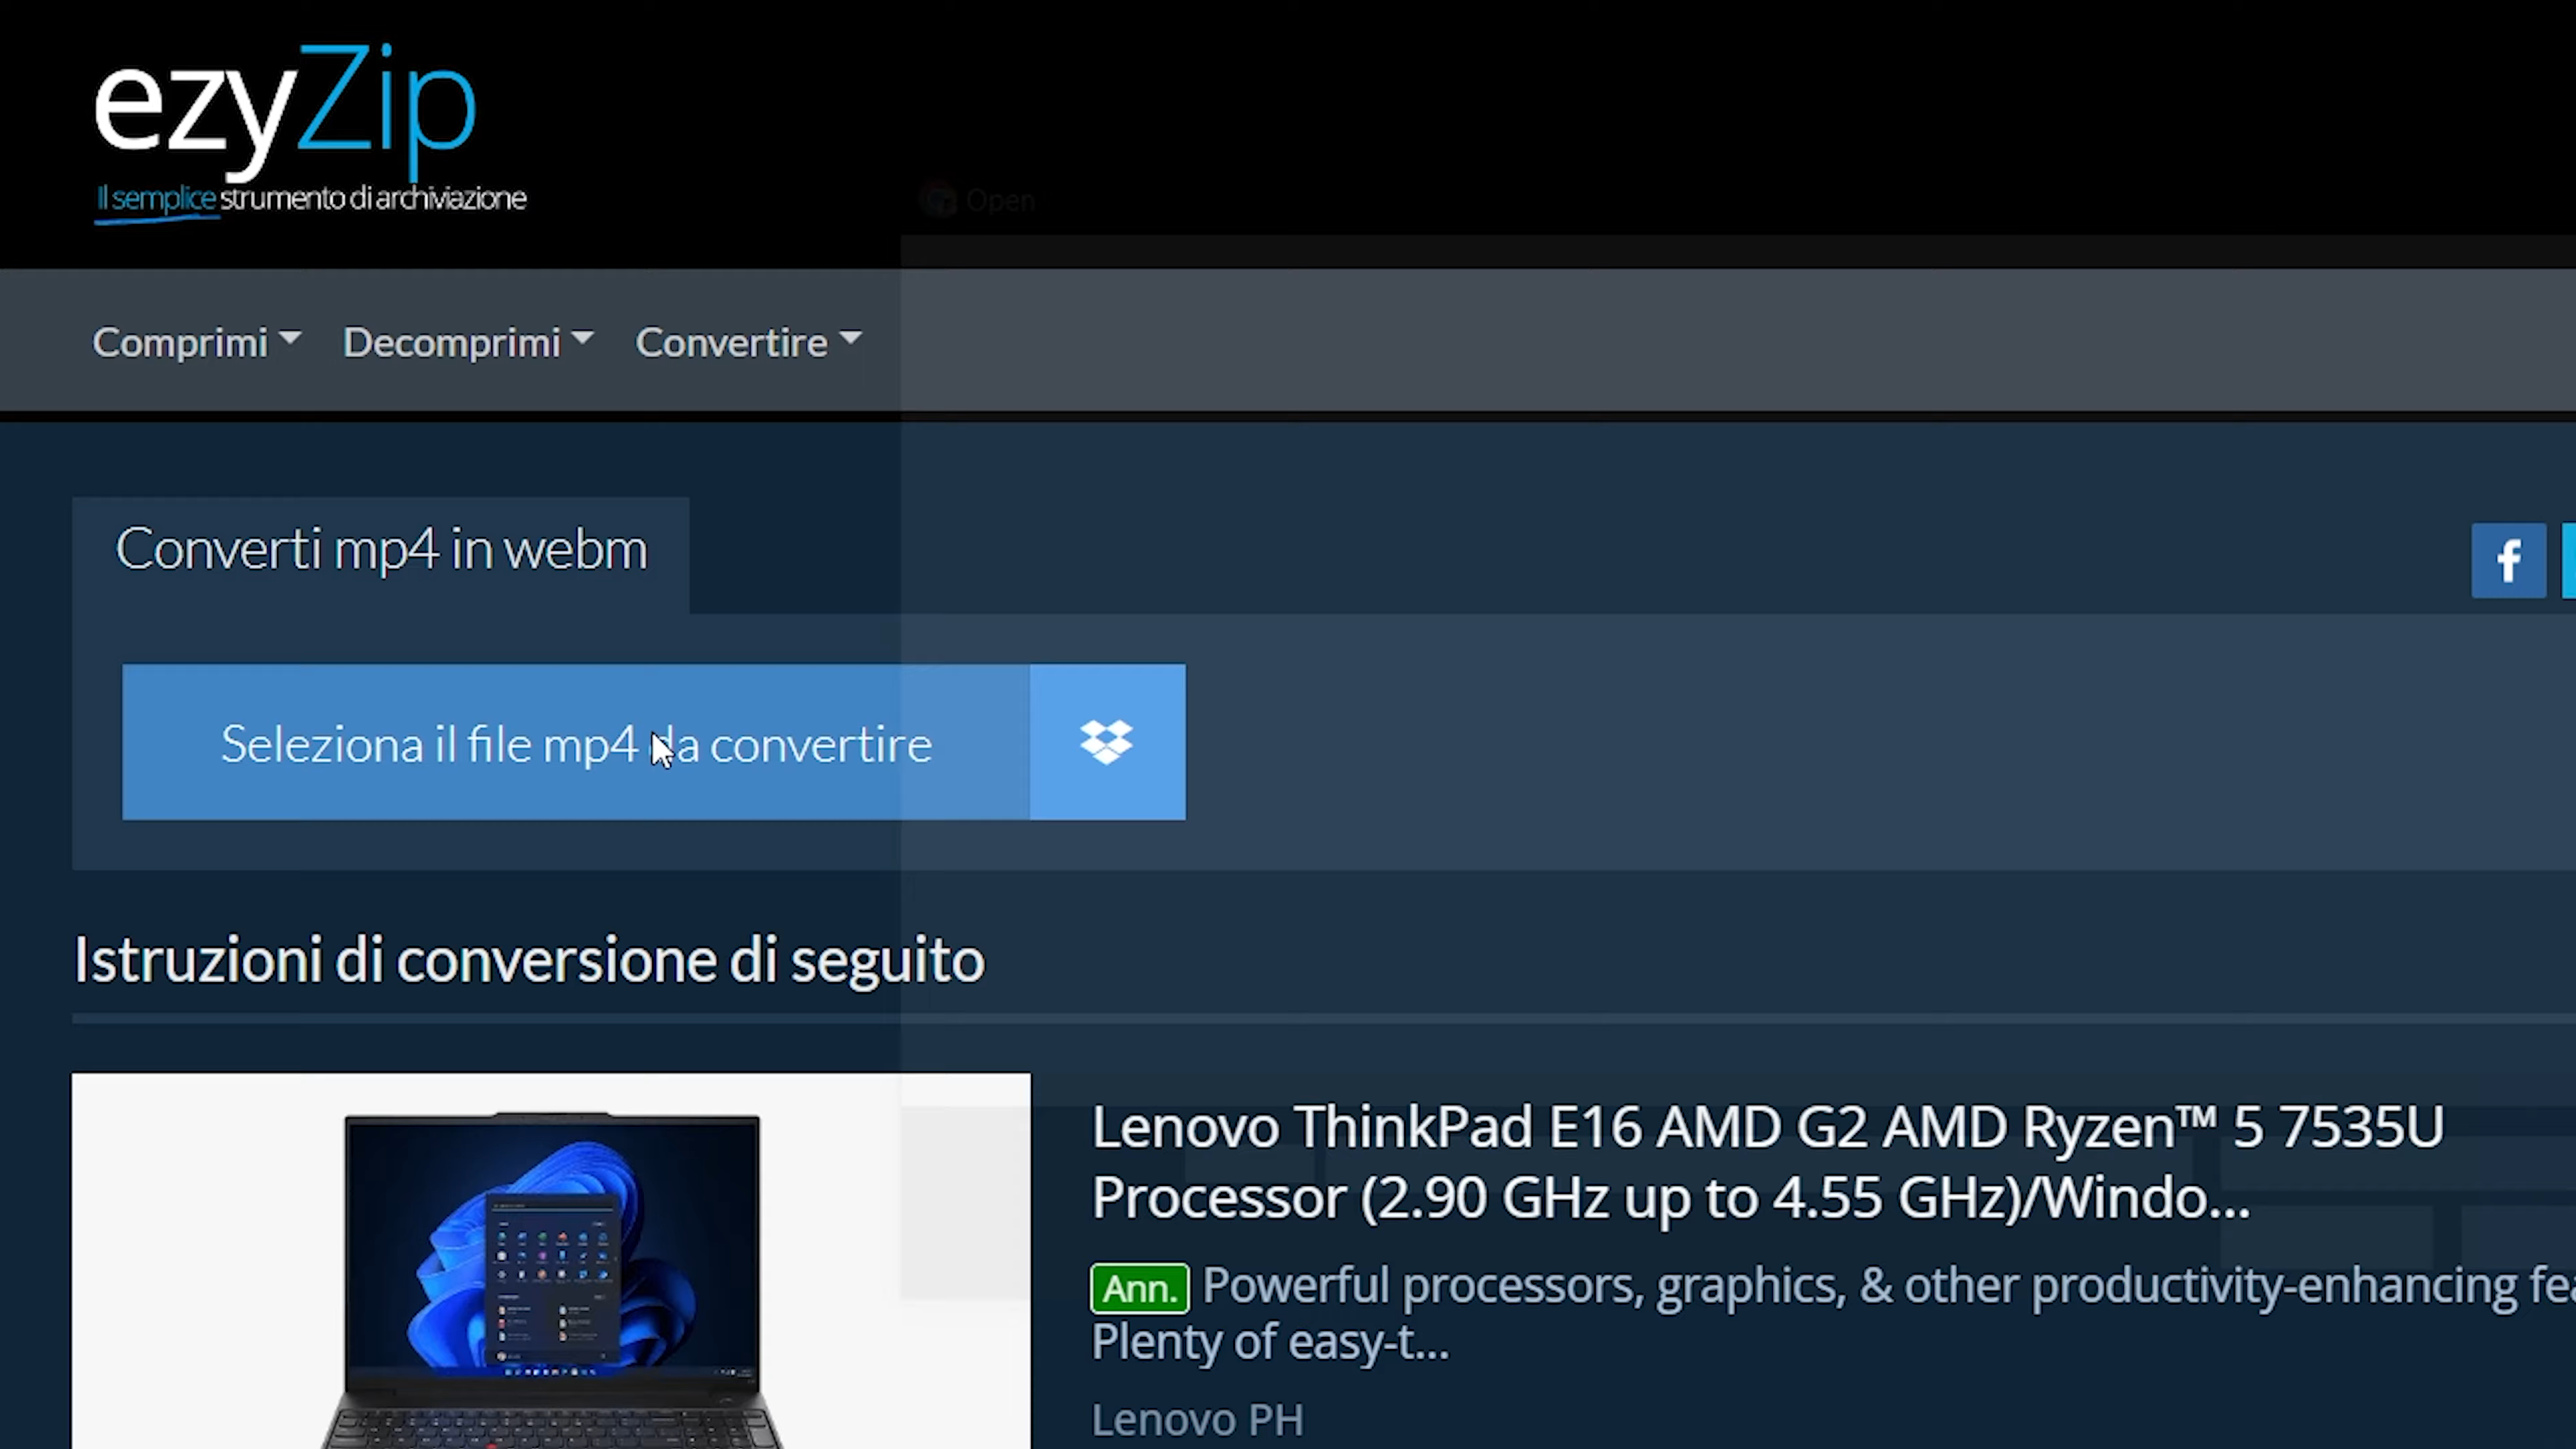 ezyZip
Il semplice strumento di archiviazione
Open
Comprimi Decomprimi Convertire
Converti mp4 in webm
f
Seleziona il file mp4 da convertire
Istruzioni di conversione di seguito
Lenovo ThinkPad E16 AMD G2 AMD Ryzen™ 5 7535U
Processor (2.90 GHz up to 4.55 GHz)/Windo...
Ann. Powerful processors, graphics, & other productivity-enhancing fea
Plenty of easy-t...
Lenovo PH